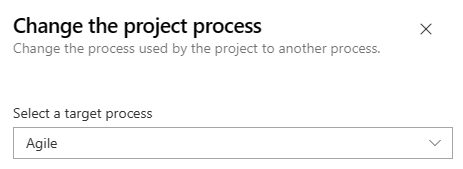 Change the project process
Change the process used by the project to another process.
Select a target process
Agile